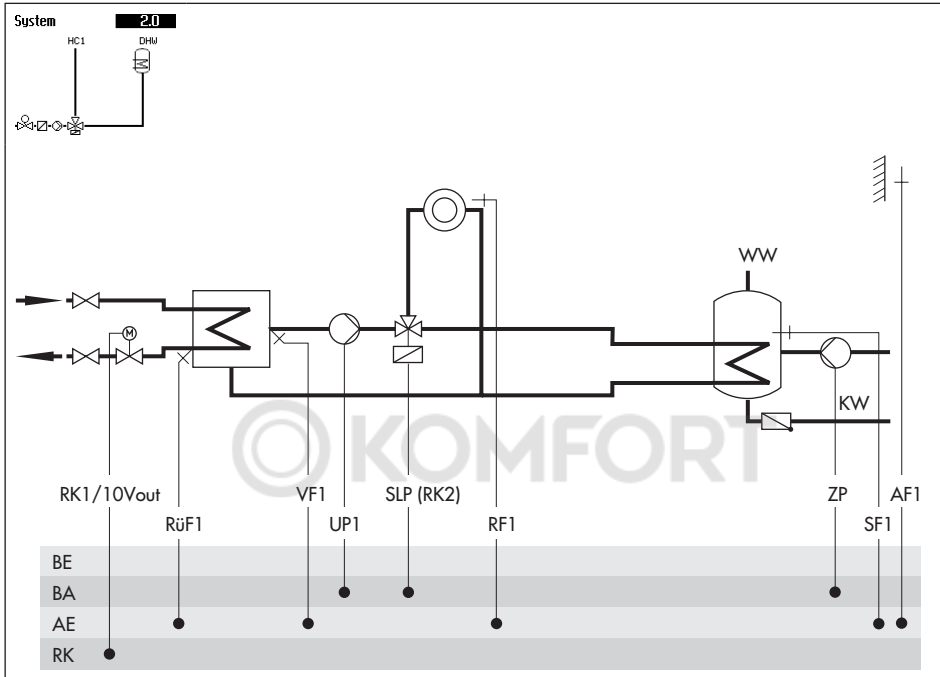 System 2.0
HC1 DHW
WW
M
KW
KOMFORT
RK1/10Vout VF1 SLP (RK2) ZP AF1
RüF1 UP1 RF1 SF1
BE
BA
AE
RK